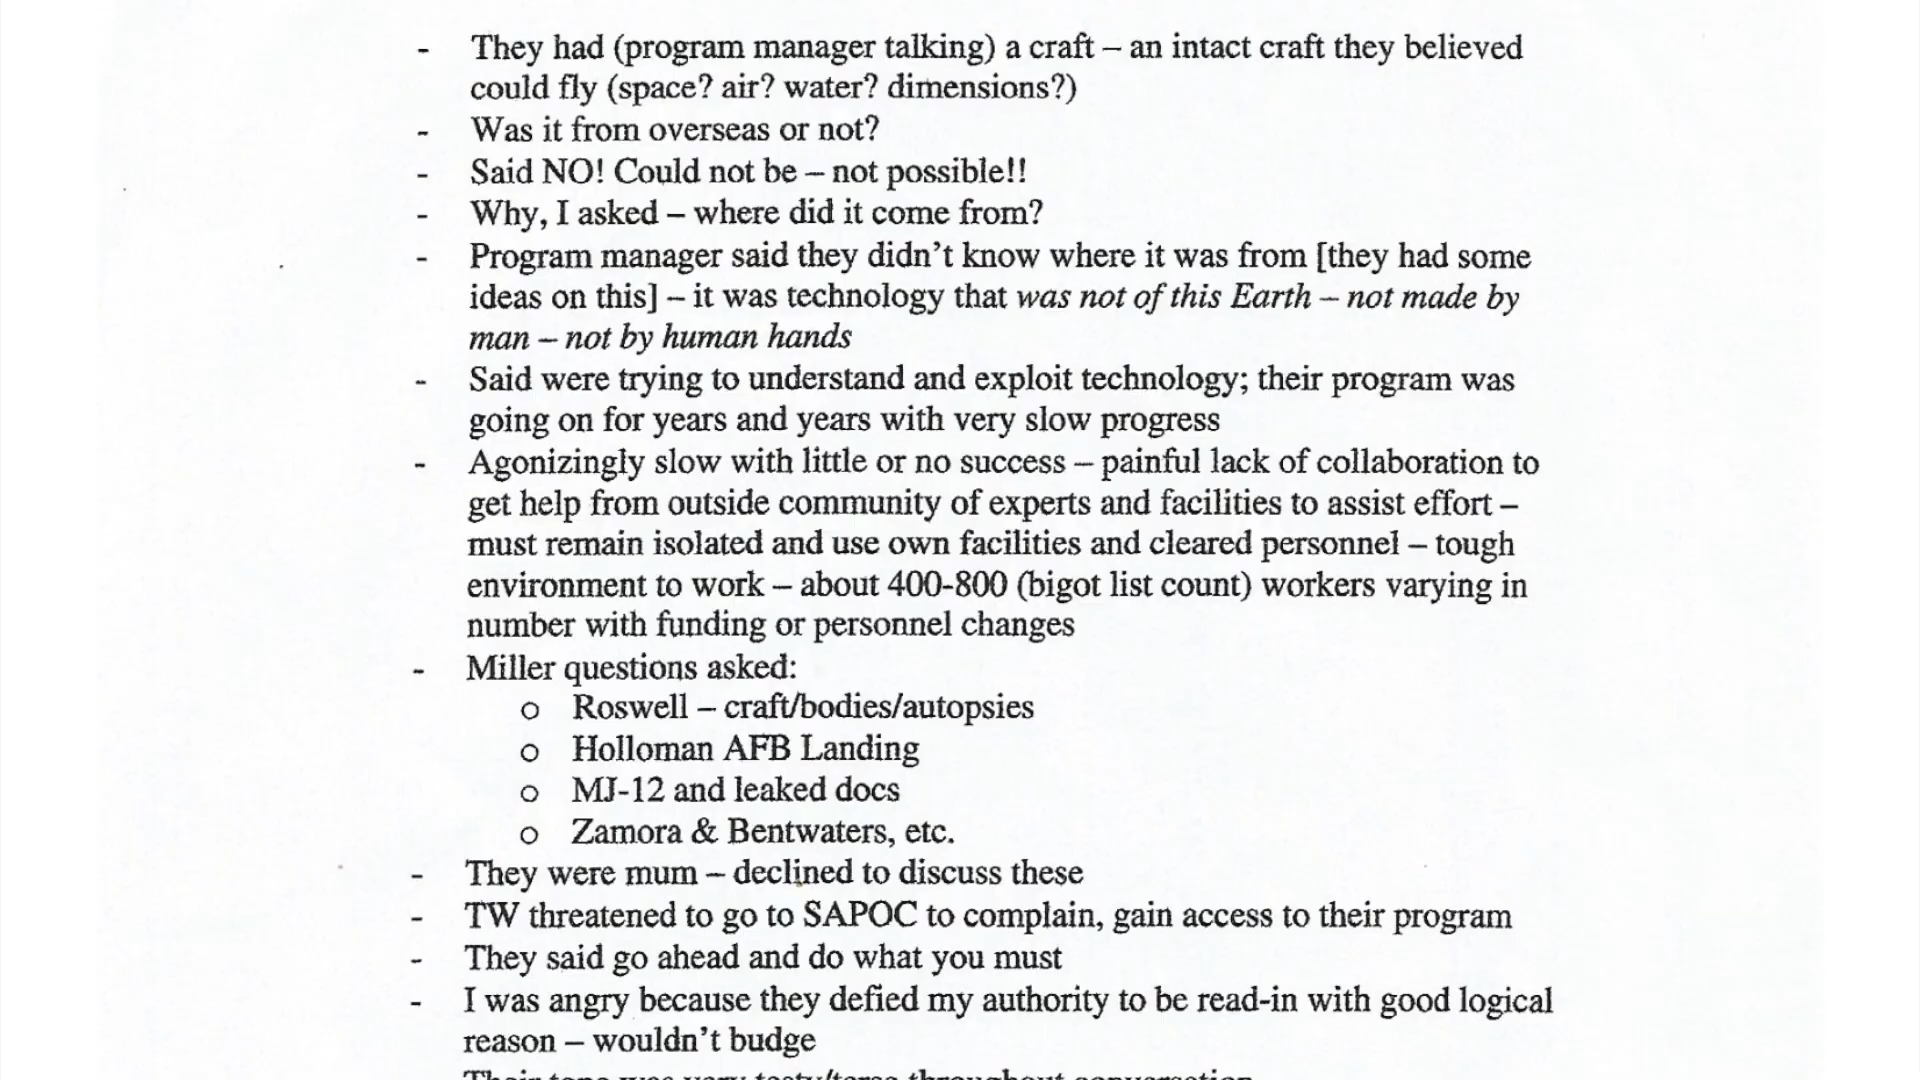 - They had (program manager talking) a craft – an intact craft they believed
could fly (space? air? water? dimensions?)
- Was it from overseas or not?
- Said NO! Could not be – not possible!!
- Why, I asked – where did it come from?
- Program manager said they didn't know where it was from [they had some
ideas on this] – it was technology that was not of this Earth – not made by
man – not by human hands
- Said were trying to understand and exploit technology; their program was
going on for years and years with very slow progress
- Agonizingly slow with little or no success – painful lack of collaboration to
get help from outside community of experts and facilities to assist effort –
must remain isolated and use own facilities and cleared personnel – tough
environment to work – about 400-800 (bigot list count) workers varying in
number with funding or personnel changes
- Miller questions asked:
o Roswell – craft/bodies/autopsies
o Holloman AFB Landing
o MJ-12 and leaked docs
o Zamora & Bentwaters, etc.
- They were mum – declined to discuss these
- TW threatened to go to SAPOC to complain, gain access to their program
- They said go ahead and do what you must
- I was angry because they defied my authority to be read-in with good logical
reason – wouldn't budge
Their tone was very testy/terse throughout conversation